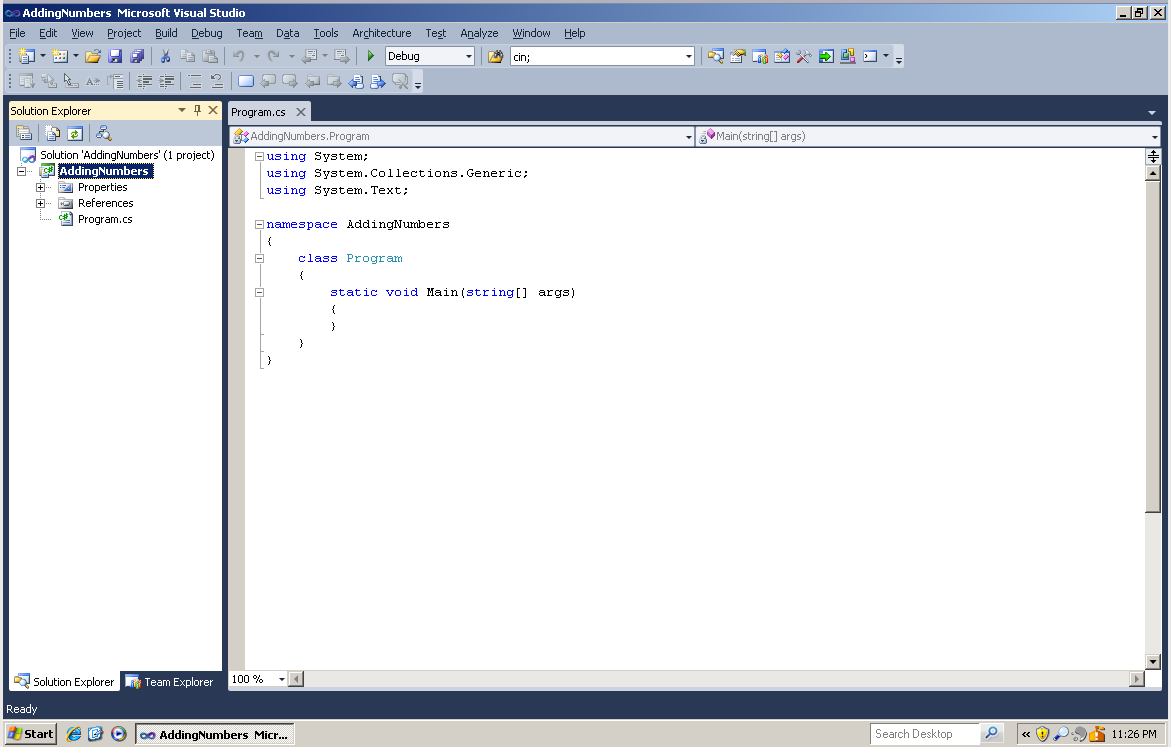 AddingNumbers Microsoft Visual Studio
File Edit View Project Build Debug Team Data Tools Architecture Test Analyze Window Help
Debug cin;
Solution Explorer
Program.cs
AddingNumbers.Program Main(string[] args)
Solution 'AddingNumbers' (1 project)
AddingNumbers
Properties
References
Program.cs
using System;
using System.Collections.Generic;
using System.Text;
namespace AddingNumbers
{
class Program
{
static void Main(string[] args)
{
}
}
}
100 %
Solution Explorer Team Explorer
Ready
Start AddingNumbers Micr... Search Desktop « 11:26 PM